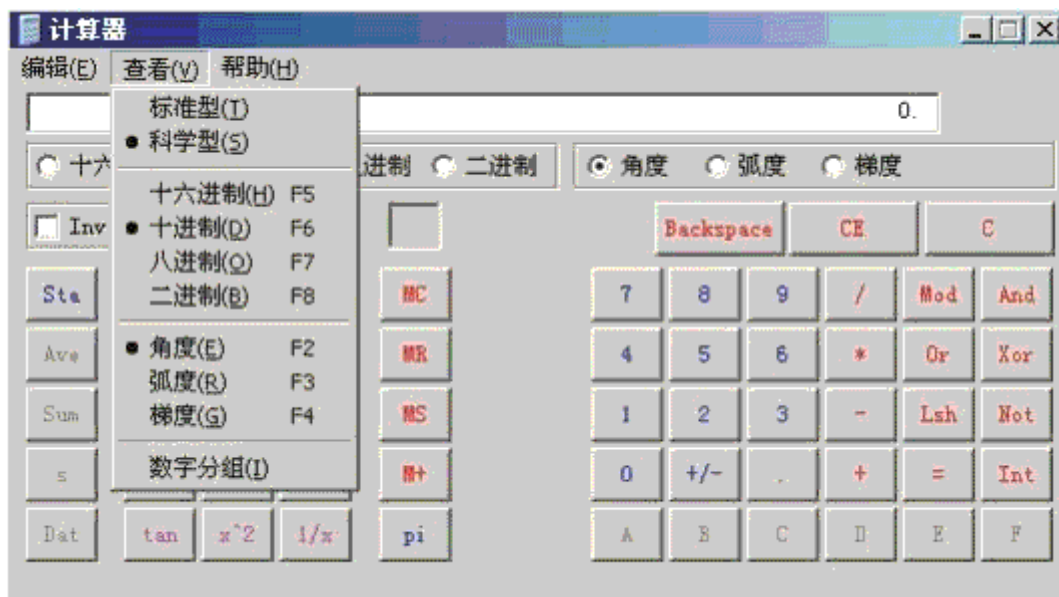 计算器
编辑(E) 查看(V) 帮助(H)
标准型(T) 0.
科学型(S)
十六 进制 二进制 角度 弧度 梯度
十六进制(H) F5
Inv 十进制(D) F6 Backspace CE C
八进制(O) F7
Sta 二进制(B) F8 MC 7 8 9 / Mod And
Ave 角度(E) F2 MR 4 5 6 * Or Xor
弧度(R) F3
Sum 梯度(G) F4 MS 1 2 3 - Lsh Not
s 数字分组(I) M+ 0 +/- . + = Int
Dat tan x^2 1/x pi A B C D E F